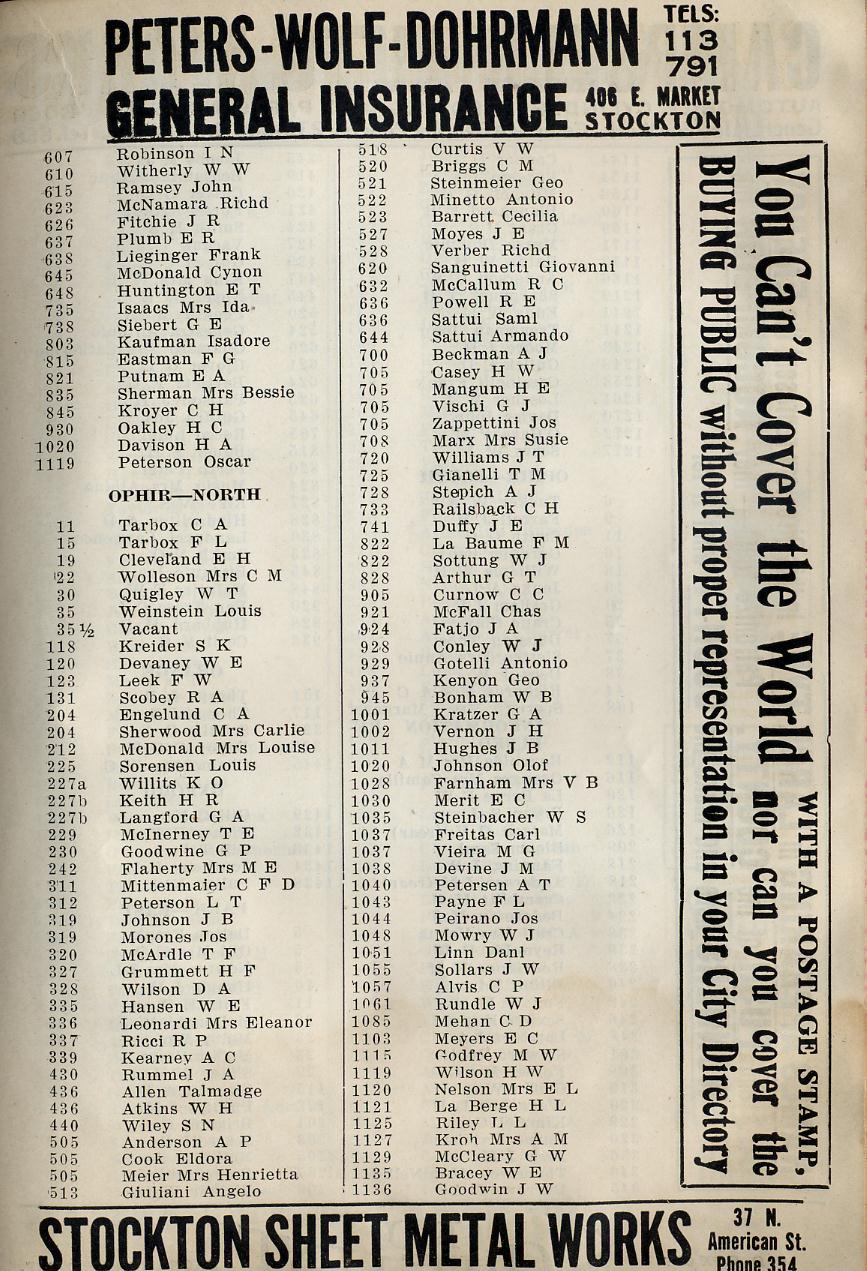 PETERS-WOLF-DOHRMANN
TELS:
113
791
GENERAL INSURANCE
406 E. MARKET
STOCKTON
607 Robinson I N
610 Witherly W W
615 Ramsey John
623 McNamara Richd
626 Fitchie J R
637 Plumb E R
638 Lieginger Frank
645 McDonald Cynon
648 Huntington E T
735 Isaacs Mrs Ida
738 Siebert G E
803 Kaufman Isadore
815 Eastman F G
821 Putnam E A
835 Sherman Mrs Bessie
845 Kroyer C H
930 Oakley H C
1020 Davison H A
1119 Peterson Oscar
OPHIR—NORTH
11 Tarbox C A
15 Tarbox F L
19 Cleveland E H
22 Wolleson Mrs C M
30 Quigley W T
35 Weinstein Louis
35½ Vacant
118 Kreider S K
120 Devaney W E
123 Leek F W
131 Scobey R A
204 Engelund C A
204 Sherwood Mrs Carlie
212 McDonald Mrs Louise
225 Sorensen Louis
227a Willits K O
227b Keith H R
227b Langford G A
229 McInerney T E
230 Goodwine G P
242 Flaherty Mrs M E
311 Mittenmaier C F D
312 Peterson L T
319 Johnson J B
319 Morones Jos
320 McArdle T F
327 Grummett H F
328 Wilson D A
335 Hansen W E
336 Leonardi Mrs Eleanor
337 Ricci R P
339 Kearney A C
430 Rummel J A
436 Allen Talmadge
436 Atkins W H
440 Wiley S N
505 Anderson A P
505 Cook Eldora
505 Meier Mrs Henrietta
513 Giuliani Angelo
518 Curtis V W
520 Briggs C M
521 Steinmeier Geo
522 Minetto Antonio
523 Barrett Cecilia
527 Moyes J E
528 Verber Richd
620 Sanguinetti Giovanni
632 McCallum R C
636 Powell R E
636 Sattui Saml
644 Sattui Armando
700 Beckman A J
705 Casey H W
705 Mangum H E
705 Vischi G J
705 Zappettini Jos
708 Marx Mrs Susie
720 Williams J T
725 Gianelli T M
728 Stepich A J
733 Railsback C H
741 Duffy J E
822 La Baume F M
822 Sottung W J
828 Arthur G T
905 Curnow C C
921 McFall Chas
924 Fatjo J A
928 Conley W J
929 Gotelli Antonio
937 Kenyon Geo
945 Bonham W B
1001 Kratzer G A
1002 Vernon J H
1011 Hughes J B
1020 Johnson Olof
1028 Farnham Mrs V B
1030 Merit E C
1035 Steinbacher W S
1037 Freitas Carl
1037 Vieira M G
1038 Devine J M
1040 Petersen A T
1043 Payne F L
1044 Peirano Jos
1048 Mowry W J
1051 Linn Danl
1055 Sollars J W
1057 Alvis C P
1061 Rundle W J
1085 Mehan C D
1103 Meyers E C
1115 Godfrey M W
1119 Wilson H W
1120 Nelson Mrs E L
1121 La Berge H L
1125 Riley L L
1127 Kroh Mrs A M
1129 McCleary G W
1135 Bracey W E
1136 Goodwin J W
You Can't Cover the World WITH A POSTAGE STAMP, nor can you cover the
BUYING PUBLIC without proper representation in your City Directory
STOCKTON SHEET METAL WORKS
37 N.
American St.
Phone 354